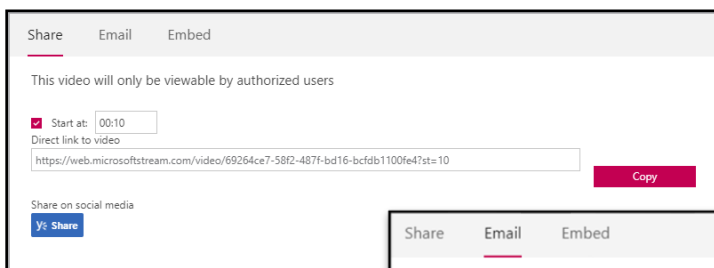 Share Email Embed
This video will only be viewable by authorized users
Start at: 00:10
Direct link to video
https://web.microsoftstream.com/video/69264ce7-58f2-487f-bd16-bcfdb1100fe4?st=10
Copy
Share on social media
Share
Share Email Embed